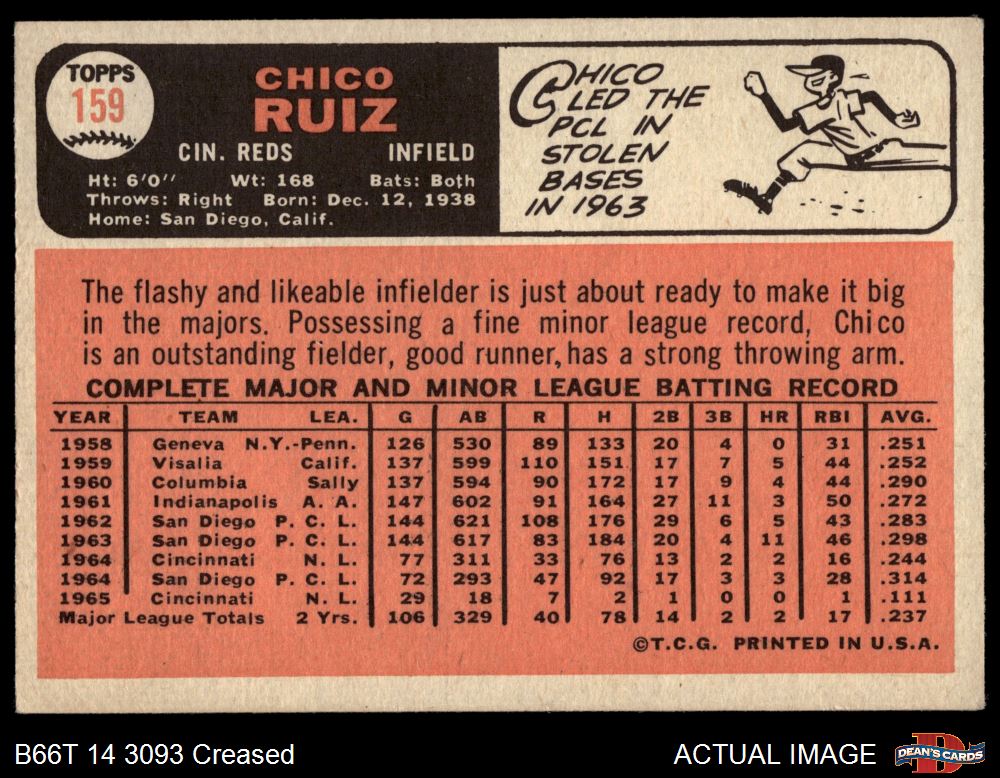 TOPPS
159
CHICO
RUIZ
CIN. REDS INFIELD
Ht: 6'0" Wt: 168 Bats: Both
Throws: Right Born: Dec. 12, 1938
Home: San Diego, Calif.
CHICO
LED THE
PCL IN
STOLEN
BASES
IN 1963
The flashy and likeable infielder is just about ready to make it big
in the majors. Possessing a fine minor league record, Chico
is an outstanding fielder, good runner, has a strong throwing arm.
COMPLETE MAJOR AND MINOR LEAGUE BATTING RECORD
YEAR TEAM LEA. G AB R H 2B 3B HR RBI AVG.
1958 Geneva N.Y.-Penn. 126 530 89 133 20 4 0 31 .251
1959 Visalia Calif. 137 599 110 151 17 7 5 44 .252
1960 Columbia Sally 137 594 90 172 17 9 4 44 .290
1961 Indianapolis A. A. 147 602 91 164 27 11 3 50 .272
1962 San Diego P. C. L. 144 621 108 176 29 6 5 43 .283
1963 San Diego P. C. L. 144 617 83 184 20 4 11 46 .298
1964 Cincinnati N. L. 77 311 33 76 13 2 2 16 .244
1964 San Diego P. C. L. 72 293 47 92 17 3 3 28 .314
1965 Cincinnati N. L. 29 18 7 2 1 0 0 1 .111
Major League Totals 2 Yrs. 106 329 40 78 14 2 2 17 .237
©T.C.G. PRINTED IN U.S.A.
B66T 14 3093 Creased
ACTUAL IMAGE
DEAN'S CARDS